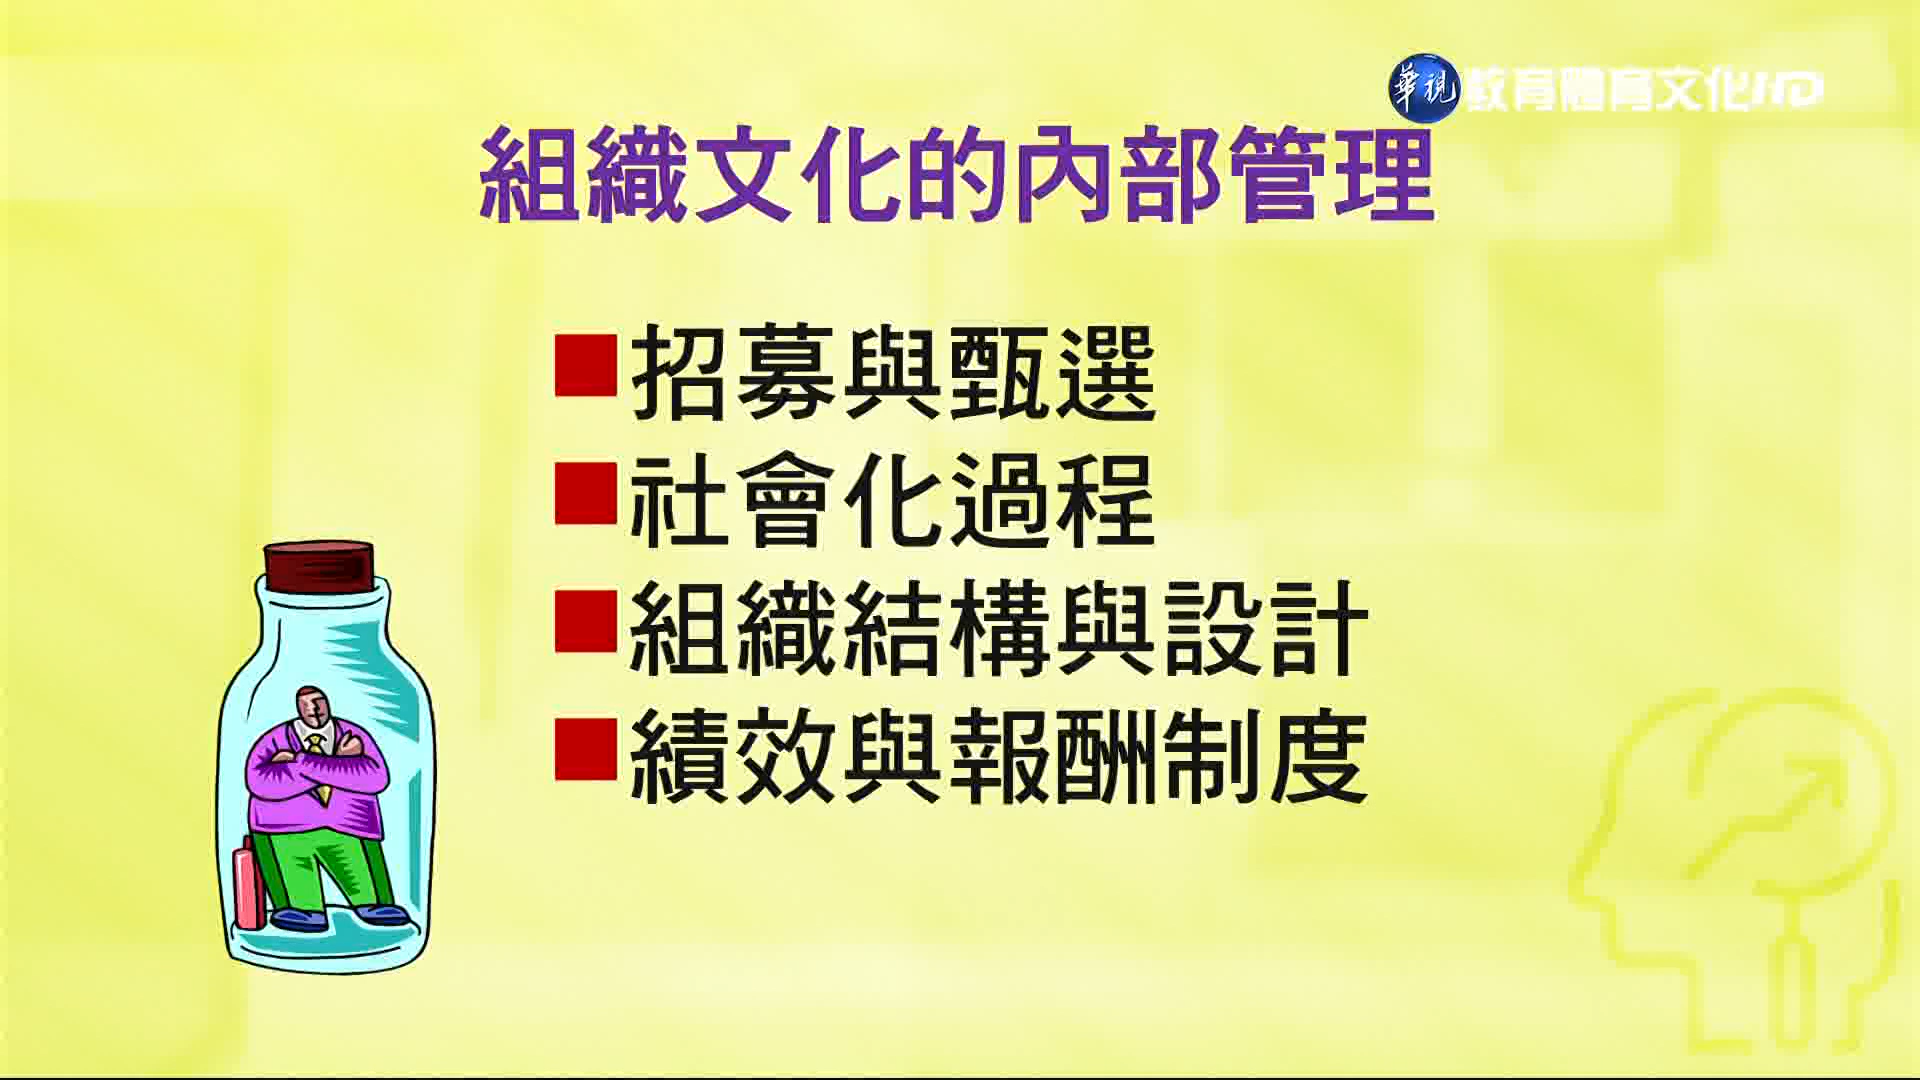 華視 教育體育文化HD
組織文化的內部管理
招募與甄選
社會化過程
組織結構與設計
績效與報酬制度